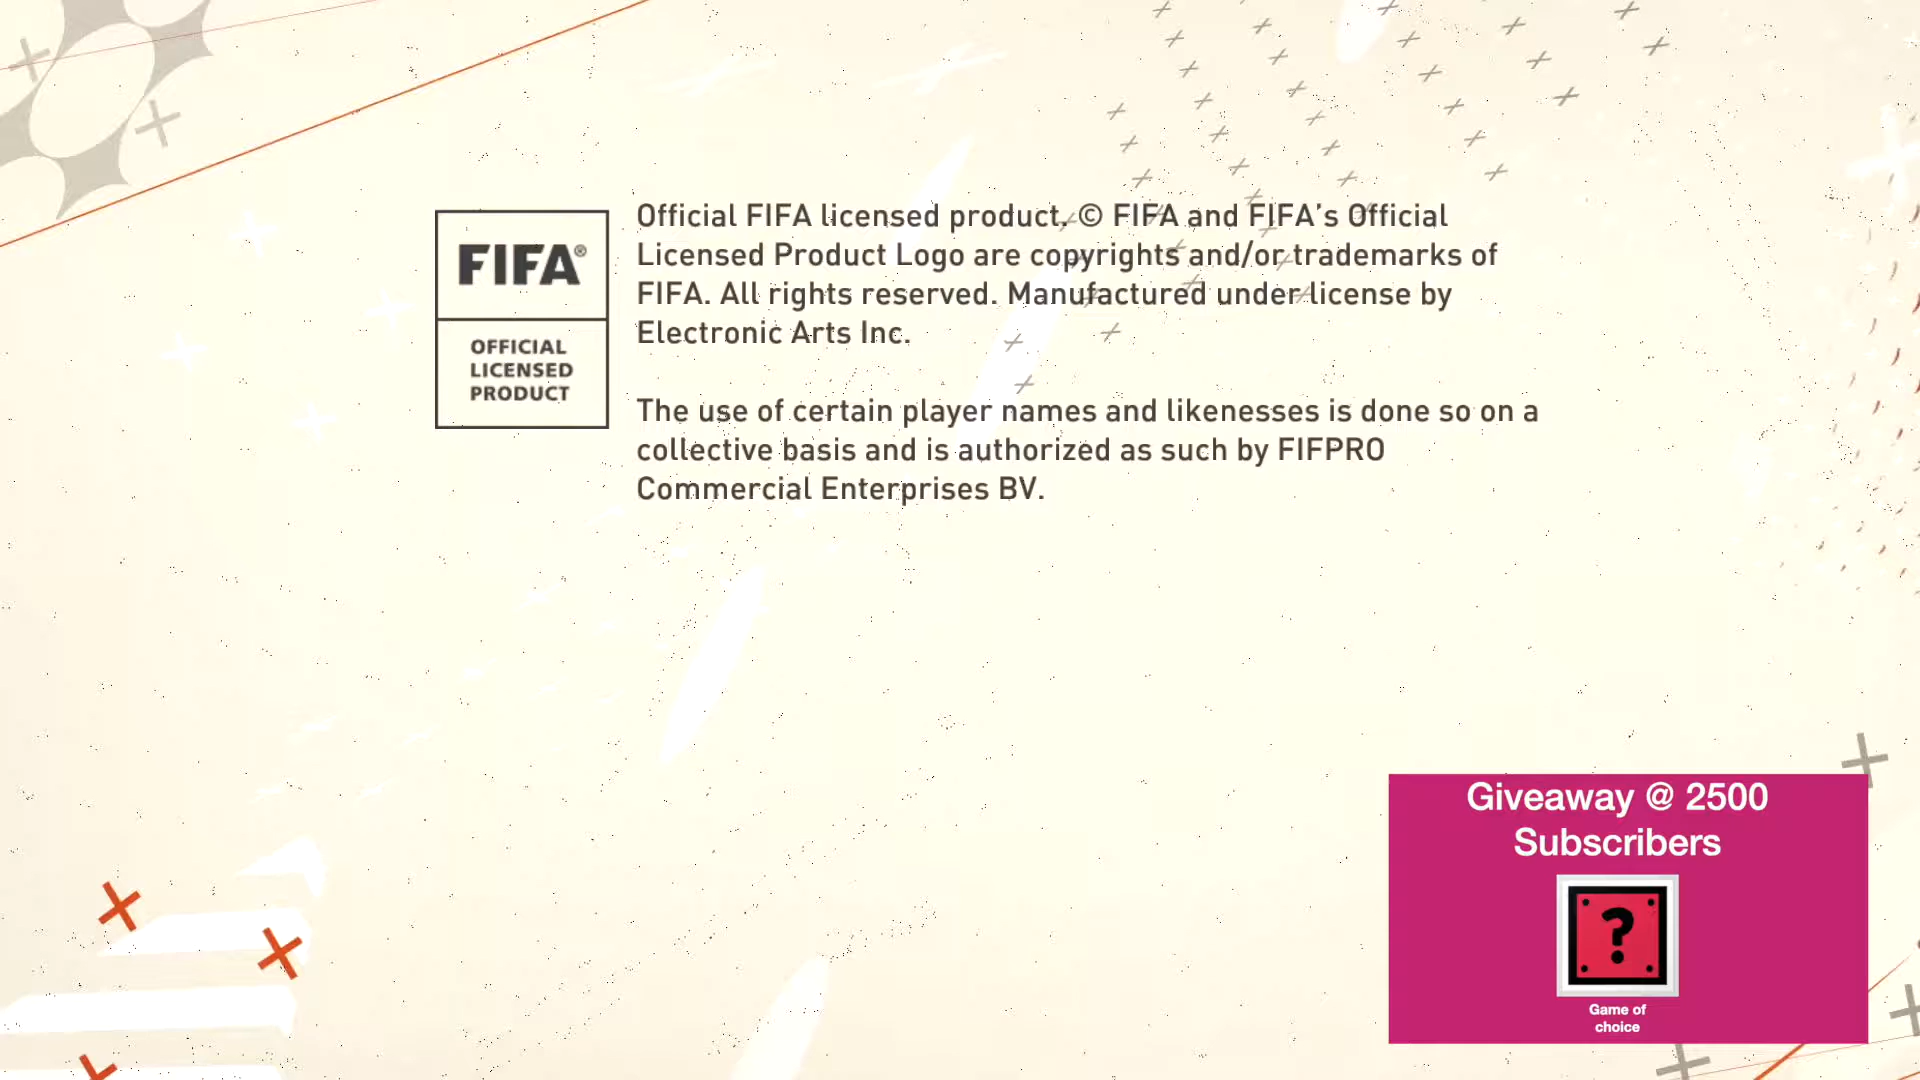 FIFA®
OFFICIAL
LICENSED
PRODUCT
Official FIFA licensed product. © FIFA and FIFA’s Official
Licensed Product Logo are copyrights and/or trademarks of
FIFA. All rights reserved. Manufactured under license by
Electronic Arts Inc.
The use of certain player names and likenesses is done so on a
collective basis and is authorized as such by FIFPRO
Commercial Enterprises BV.
Giveaway @ 2500
Subscribers
?
Game of
choice